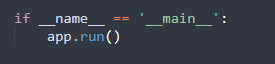 if __name__ == '__main__':
    app.run()